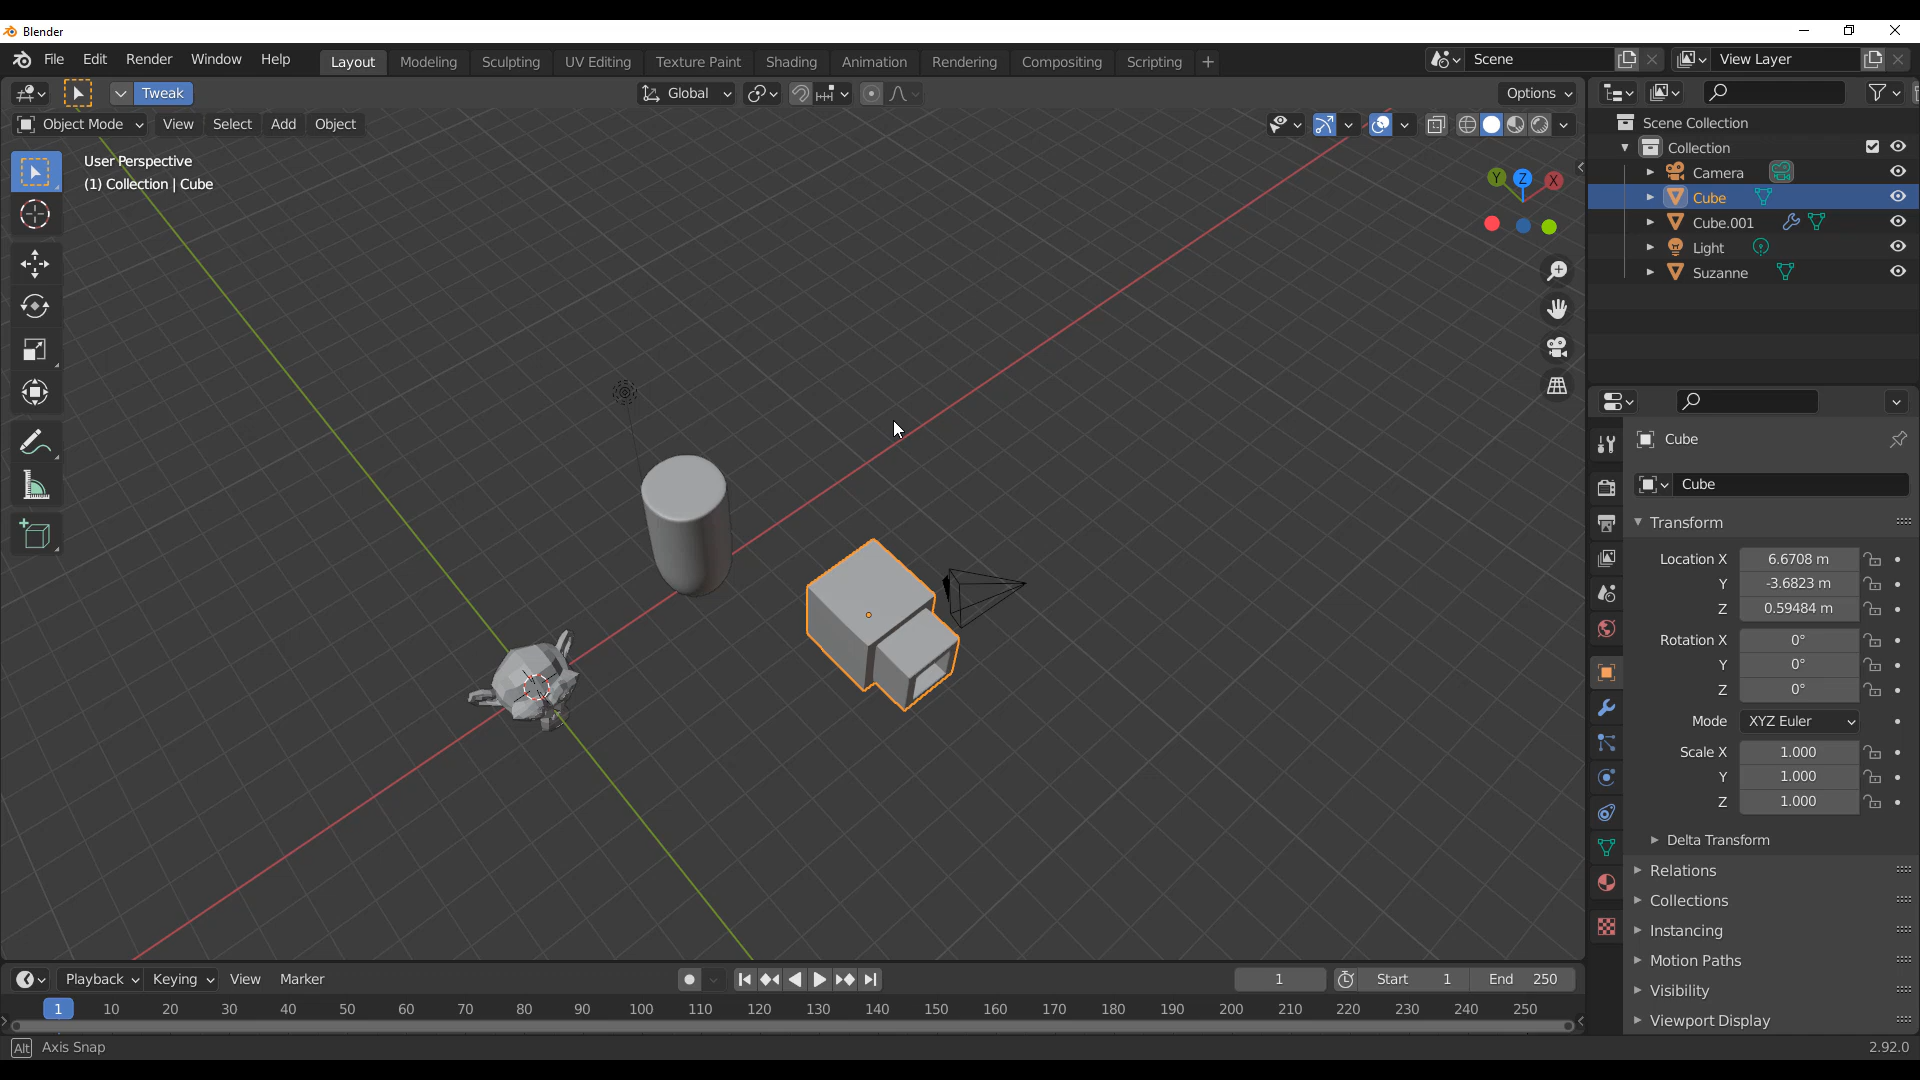 Blender
File Edit Render Window Help Layout Modeling Sculpting UV Editing Texture Paint Shading Animation Rendering Compositing Scripting + Scene View Layer
Tweak Global Options
Object Mode View Select Add Object
User Perspective
(1) Collection | Cube
Y Z X
Scene Collection
Collection
Camera
Cube
Cube.001
Light
Suzanne
Cube
Cube
Transform
Location X 6.6708 m
Y -3.6823 m
Z 0.59484 m
Rotation X 0°
Y 0°
Z 0°
Mode XYZ Euler
Scale X 1.000
Y 1.000
Z 1.000
Delta Transform
Relations
Collections
Instancing
Motion Paths
Visibility
Viewport Display
Playback Keying View Marker 1 Start 1 End 250
1 10 20 30 40 50 60 70 80 90 100 110 120 130 140 150 160 170 180 190 200 210 220 230 240 250
Alt Axis Snap 2.92.0